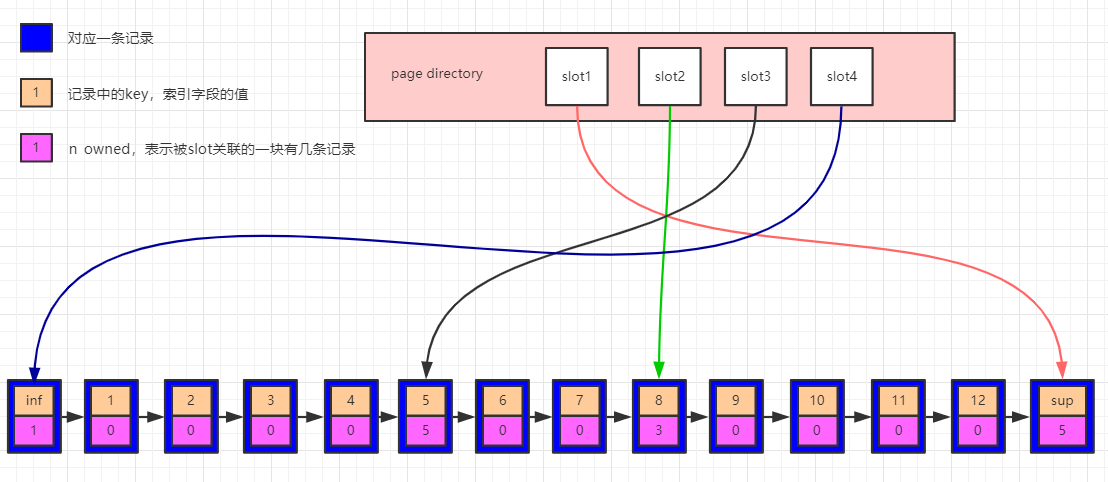 对应一条记录
1 记录中的key，索引字段的值
1 n owned，表示被slot关联的一块有几条记录
page directory slot1 slot2 slot3 slot4
inf 1 2 3 4 5 6 7 8 9 10 11 12 sup
1 0 0 0 0 5 0 0 3 0 0 0 0 5